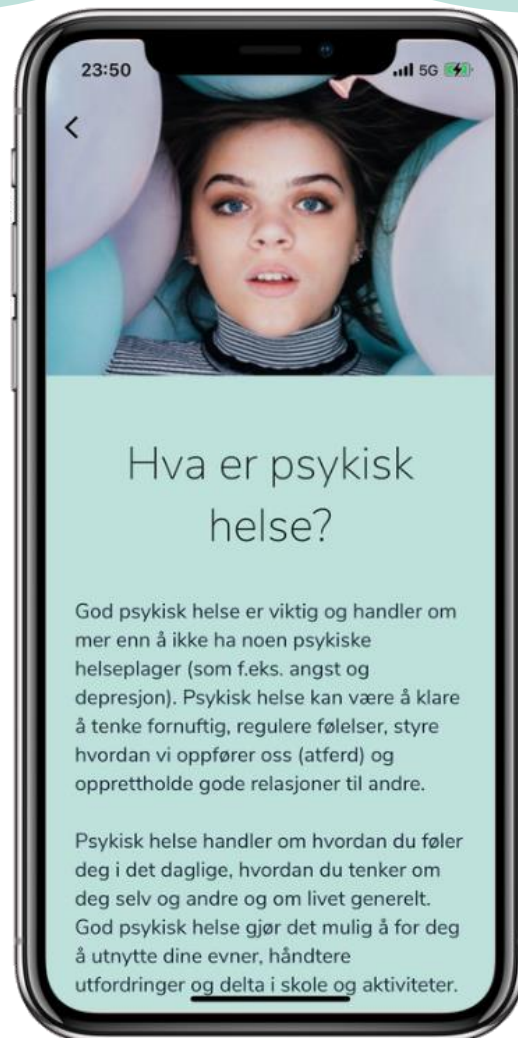 23:50
5G
Hva er psykisk
helse?
God psykisk helse er viktig og handler om
mer enn å ikke ha noen psykiske
helseplager (som f.eks. angst og
depresjon). Psykisk helse kan være å klare
å tenke fornuftig, regulere følelser, styre
hvordan vi oppfører oss (atferd) og
opprettholde gode relasjoner til andre.
Psykisk helse handler om hvordan du føler
deg i det daglige, hvordan du tenker om
deg selv og andre og om livet generelt.
God psykisk helse gjør det mulig å for deg
å utnytte dine evner, håndtere
utfordringer og delta i skole og aktiviteter.